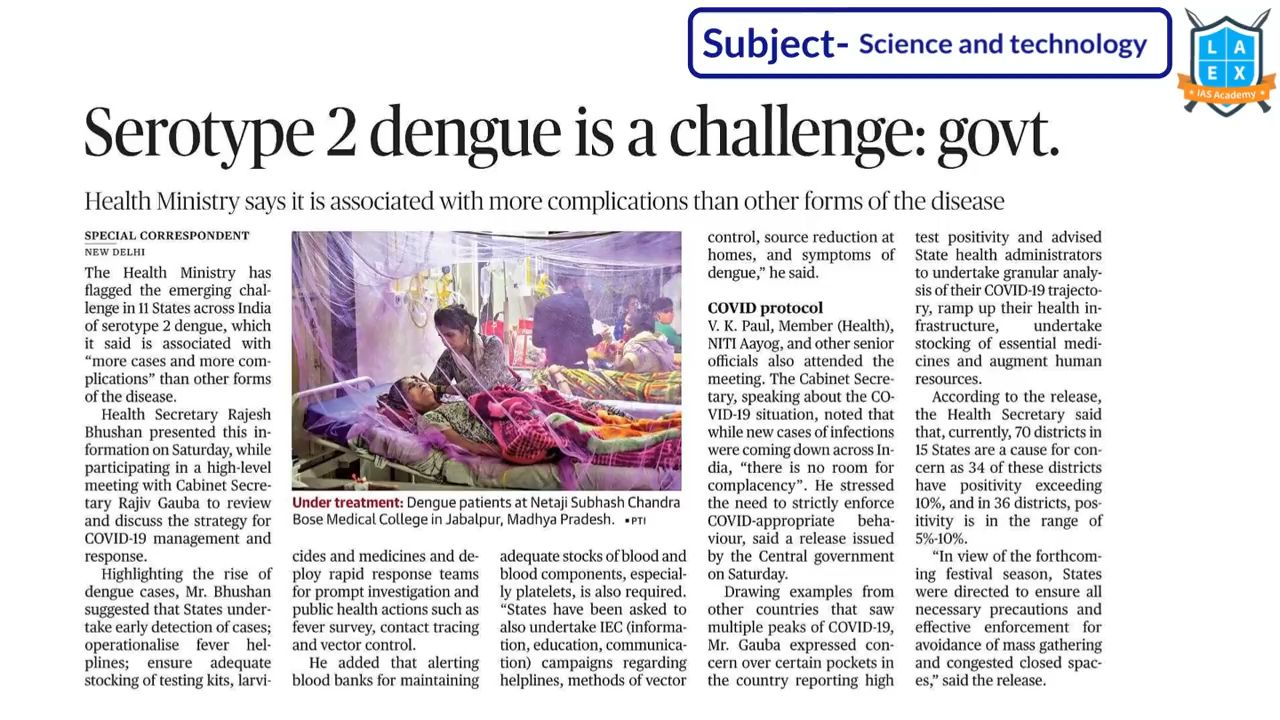 Subject- Science and technology
L A
E X
IAS Academy
Serotype 2 dengue is a challenge: govt.
Health Ministry says it is associated with more complications than other forms of the disease
SPECIAL CORRESPONDENT
NEW DELHI
The Health Ministry has
flagged the emerging chal-
lenge in 11 States across India
of serotype 2 dengue, which
it said is associated with
“more cases and more com-
plications” than other forms
of the disease.
Health Secretary Rajesh
Bhushan presented this in-
formation on Saturday, while
participating in a high-level
meeting with Cabinet Secre-
tary Rajiv Gauba to review
and discuss the strategy for
COVID-19 management and
response.
Highlighting the rise of
dengue cases, Mr. Bhushan
suggested that States under-
take early detection of cases;
operationalise fever hel-
plines; ensure adequate
stocking of testing kits, larvi-
Under treatment: Dengue patients at Netaji Subhash Chandra
Bose Medical College in Jabalpur, Madhya Pradesh. ▪PTI
cides and medicines and de-
ploy rapid response teams
for prompt investigation and
public health actions such as
fever survey, contact tracing
and vector control.
He added that alerting
blood banks for maintaining
adequate stocks of blood and
blood components, especial-
ly platelets, is also required.
“States have been asked to
also undertake IEC (informa-
tion, education, communica-
tion) campaigns regarding
helplines, methods of vector
control, source reduction at
homes, and symptoms of
dengue,” he said.
COVID protocol
V. K. Paul, Member (Health),
NITI Aayog, and other senior
officials also attended the
meeting. The Cabinet Secre-
tary, speaking about the CO-
VID-19 situation, noted that
while new cases of infections
were coming down across In-
dia, “there is no room for
complacency”. He stressed
the need to strictly enforce
COVID-appropriate beha-
viour, said a release issued
by the Central government
on Saturday.
Drawing examples from
other countries that saw
multiple peaks of COVID-19,
Mr. Gauba expressed con-
cern over certain pockets in
the country reporting high
test positivity and advised
State health administrators
to undertake granular analy-
sis of their COVID-19 trajecto-
ry, ramp up their health in-
frastructure, undertake
stocking of essential medi-
cines and augment human
resources.
According to the release,
the Health Secretary said
that, currently, 70 districts in
15 States are a cause for con-
cern as 34 of these districts
have positivity exceeding
10%, and in 36 districts, pos-
itivity is in the range of
5%-10%.
“In view of the forthcom-
ing festival season, States
were directed to ensure all
necessary precautions and
effective enforcement for
avoidance of mass gathering
and congested closed spac-
es,” said the release.